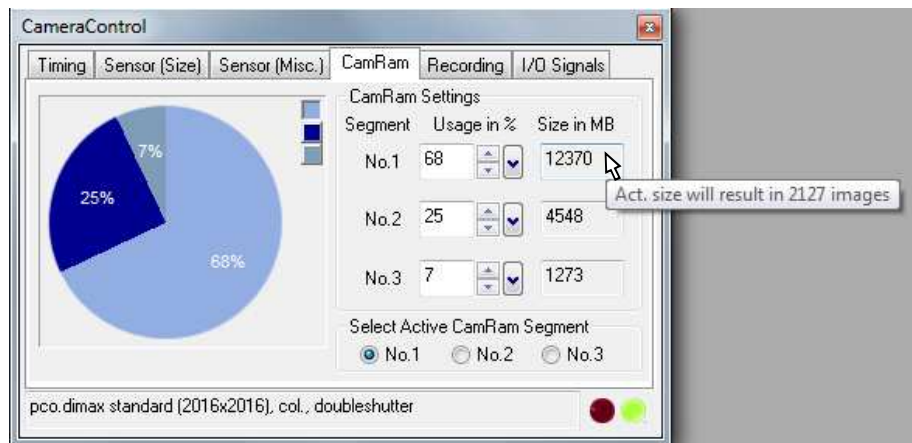 CameraControl
Timing Sensor (Size) Sensor (Misc.) CamRam Recording I/O Signals
CamRam Settings
Segment Usage in % Size in MB
No.1 68 12370
Act. size will result in 2127 images
No.2 25 4548
No.3 7 1273
7%
25%
68%
Select Active CamRam Segment
No.1 No.2 No.3
pco.dimax standard (2016x2016), col., doubleshutter